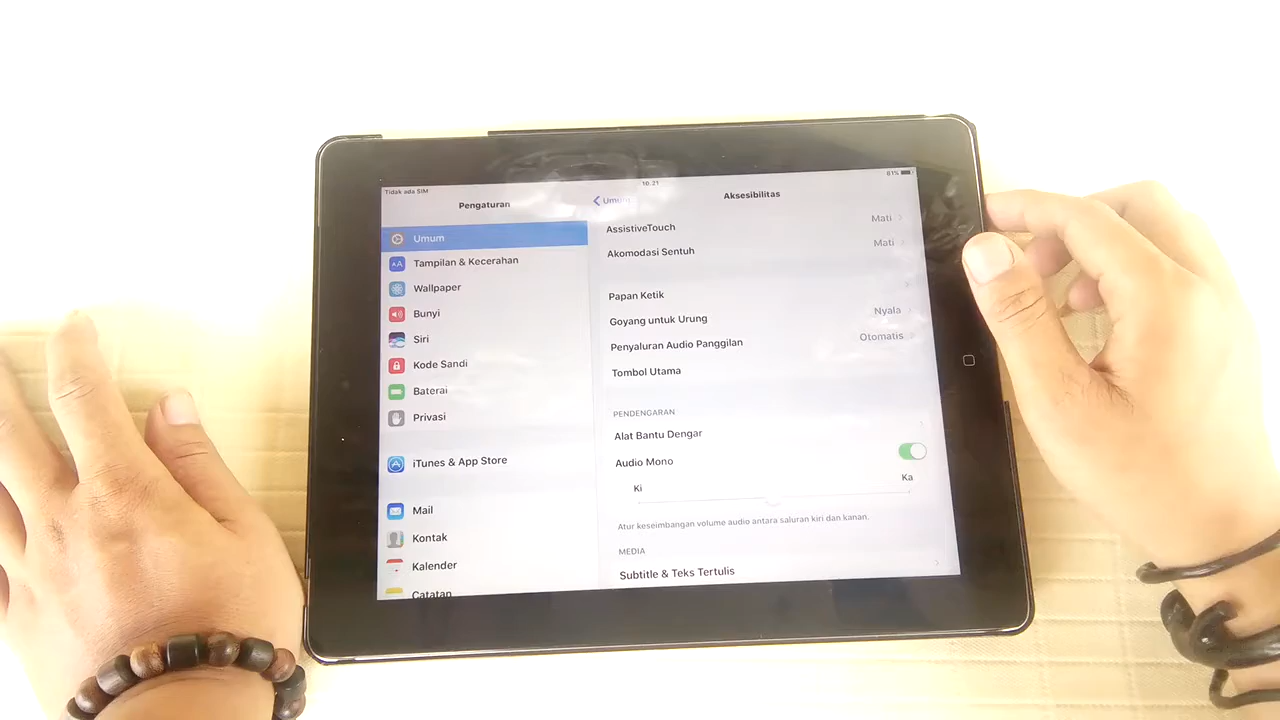 Tidak ada SIM
10.21
61%
Pengaturan
Umum
Tampilan & Kecerahan
Wallpaper
Bunyi
Siri
Kode Sandi
Baterai
Privasi
iTunes & App Store
Mail
Kontak
Kalender
Catatan
Umum
Aksesibilitas
AssistiveTouch Mati
Akomodasi Sentuh Mati
Papan Ketik
Goyang untuk Urung Nyala
Penyaluran Audio Panggilan Otomatis
Tombol Utama
PENDENGARAN
Alat Bantu Dengar
Audio Mono
Ki Ka
Atur keseimbangan volume audio antara saluran kiri dan kanan.
MEDIA
Subtitle & Teks Tertulis